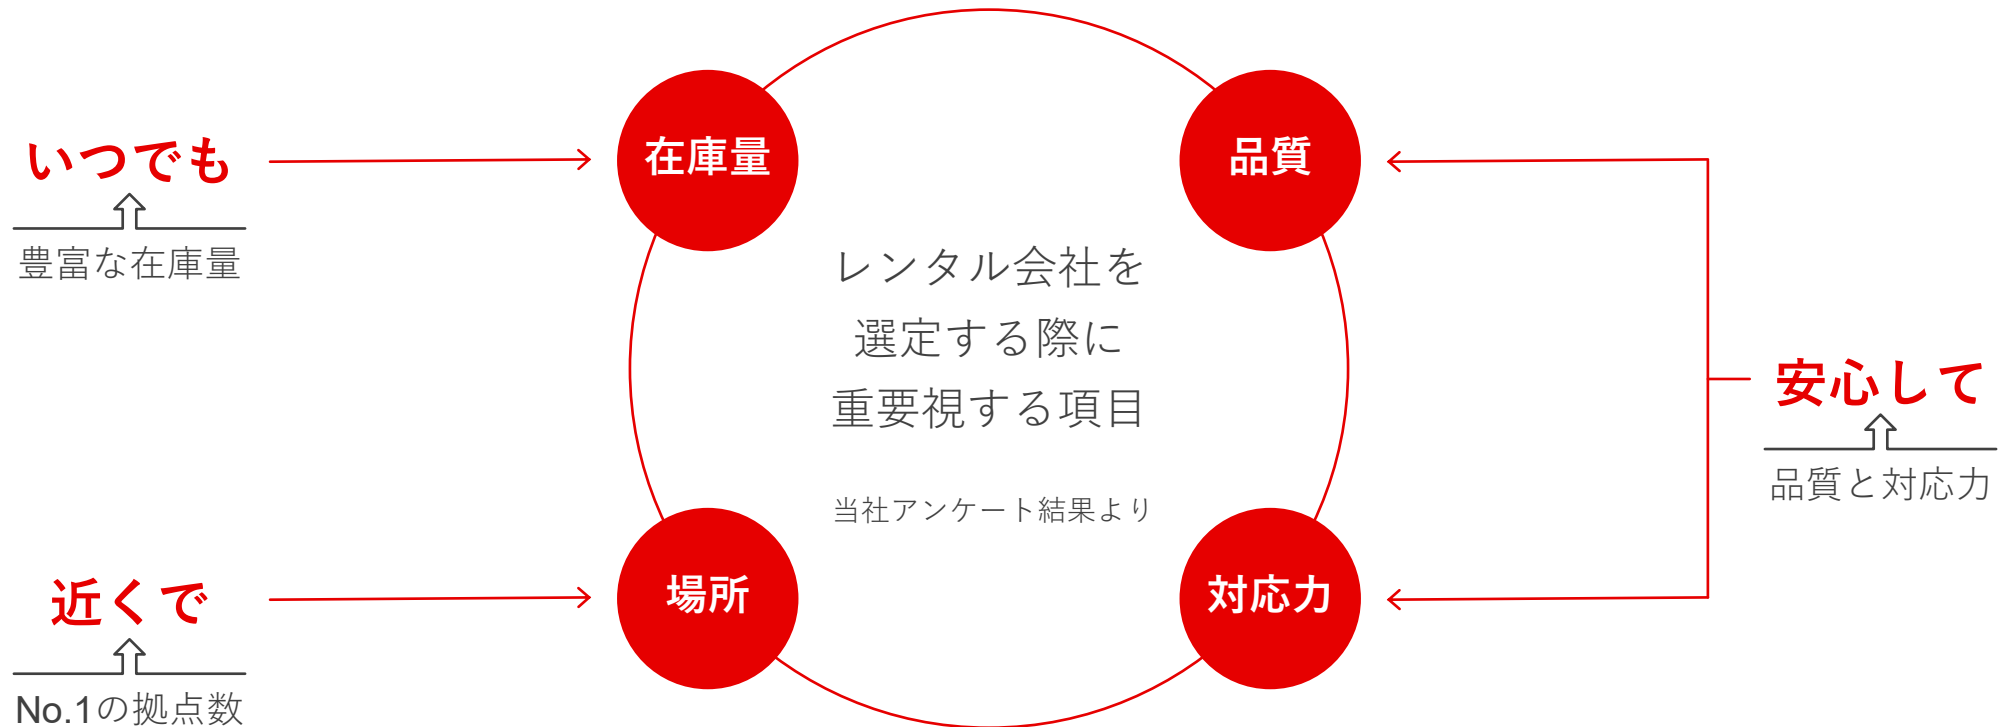 いつでも
豊富な在庫量
近くで
No.1の拠点数
在庫量
品質
レンタル会社を
選定する際に
重要視する項目
当社アンケート結果より
場所
対応力
安心して
品質と対応力